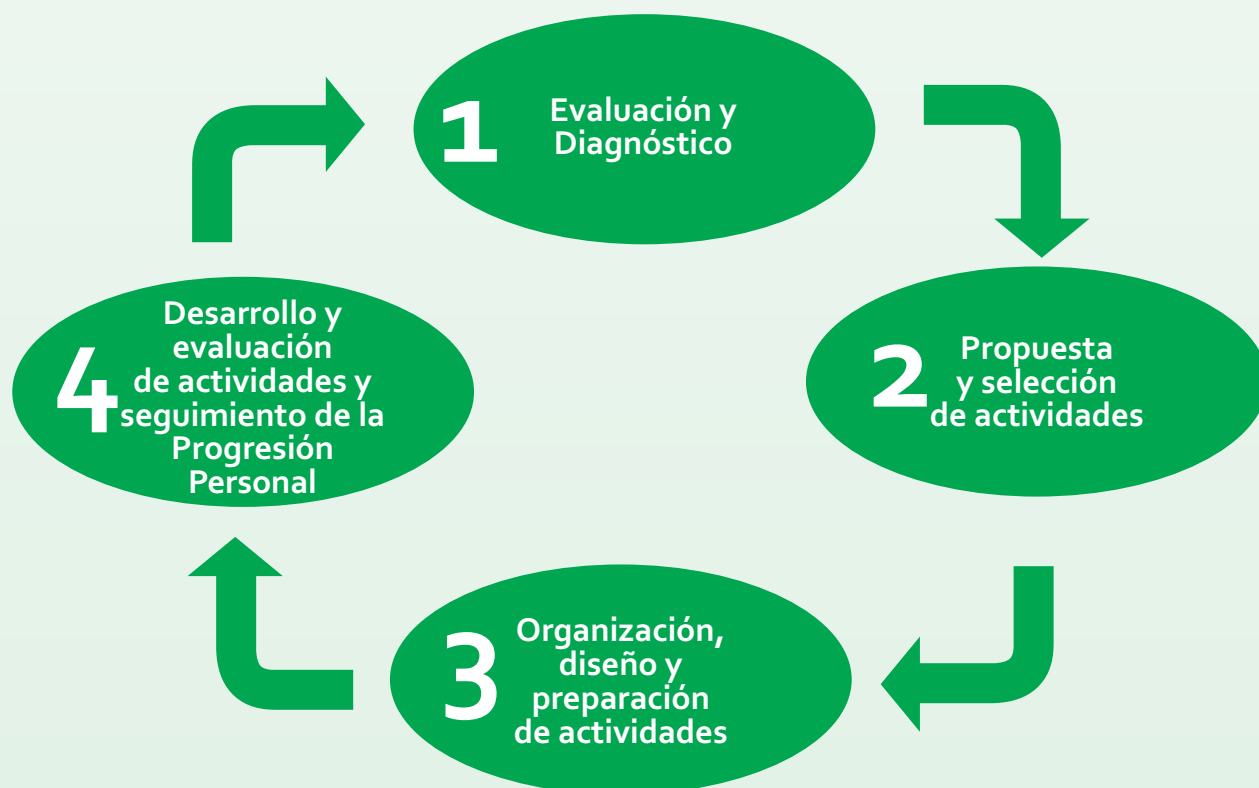 1
Evaluación y
Diagnóstico
2
Propuesta
y selección
de actividades
3
Organización,
diseño y
preparación
de actividades
4
Desarrollo y
evaluación
de actividades y
seguimiento de la
Progresión
Personal